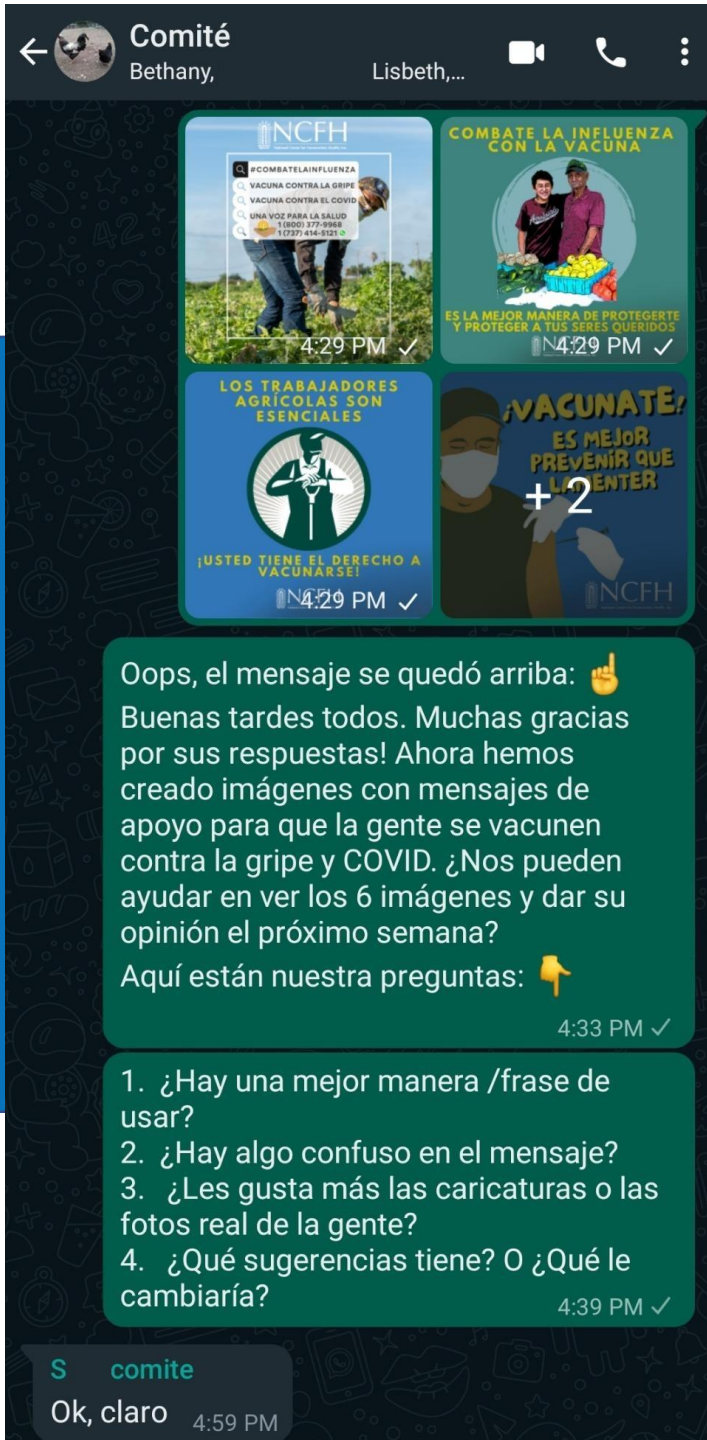 Comité
Bethany, Lisbeth,...
NCFH
#COMBATELAINFLUENZA
VACUNA CONTRA LA GRIPE
VACUNA CONTRA EL COVID
UNA VOZ PARA LA SALUD
1 (800) 377-9968
1 (737) 414-5121
4:29 PM
COMBATE LA INFLUENZA
CON LA VACUNA
ES LA MEJOR MANERA DE PROTEGERTE
Y PROTEGER A TUS SERES QUERIDOS
4:29 PM
LOS TRABAJADORES
AGRÍCOLAS SON
ESENCIALES
¡USTED TIENE EL DERECHO A
VACUNARSE!
4:29 PM
¡VACUNATE!
ES MEJOR
PREVENIR QUE
LAMENTER
+ 2
NCFH
Oops, el mensaje se quedó arriba: ☝
Buenas tardes todos. Muchas gracias
por sus respuestas! Ahora hemos
creado imágenes con mensajes de
apoyo para que la gente se vacunen
contra la gripe y COVID. ¿Nos pueden
ayudar en ver los 6 imágenes y dar su
opinión el próximo semana?
Aquí están nuestra preguntas: 👇
4:33 PM
1. ¿Hay una mejor manera /frase de
usar?
2. ¿Hay algo confuso en el mensaje?
3. ¿Les gusta más las caricaturas o las
fotos real de la gente?
4. ¿Qué sugerencias tiene? O ¿Qué le
cambiaría?
4:39 PM
S comite
Ok, claro 4:59 PM